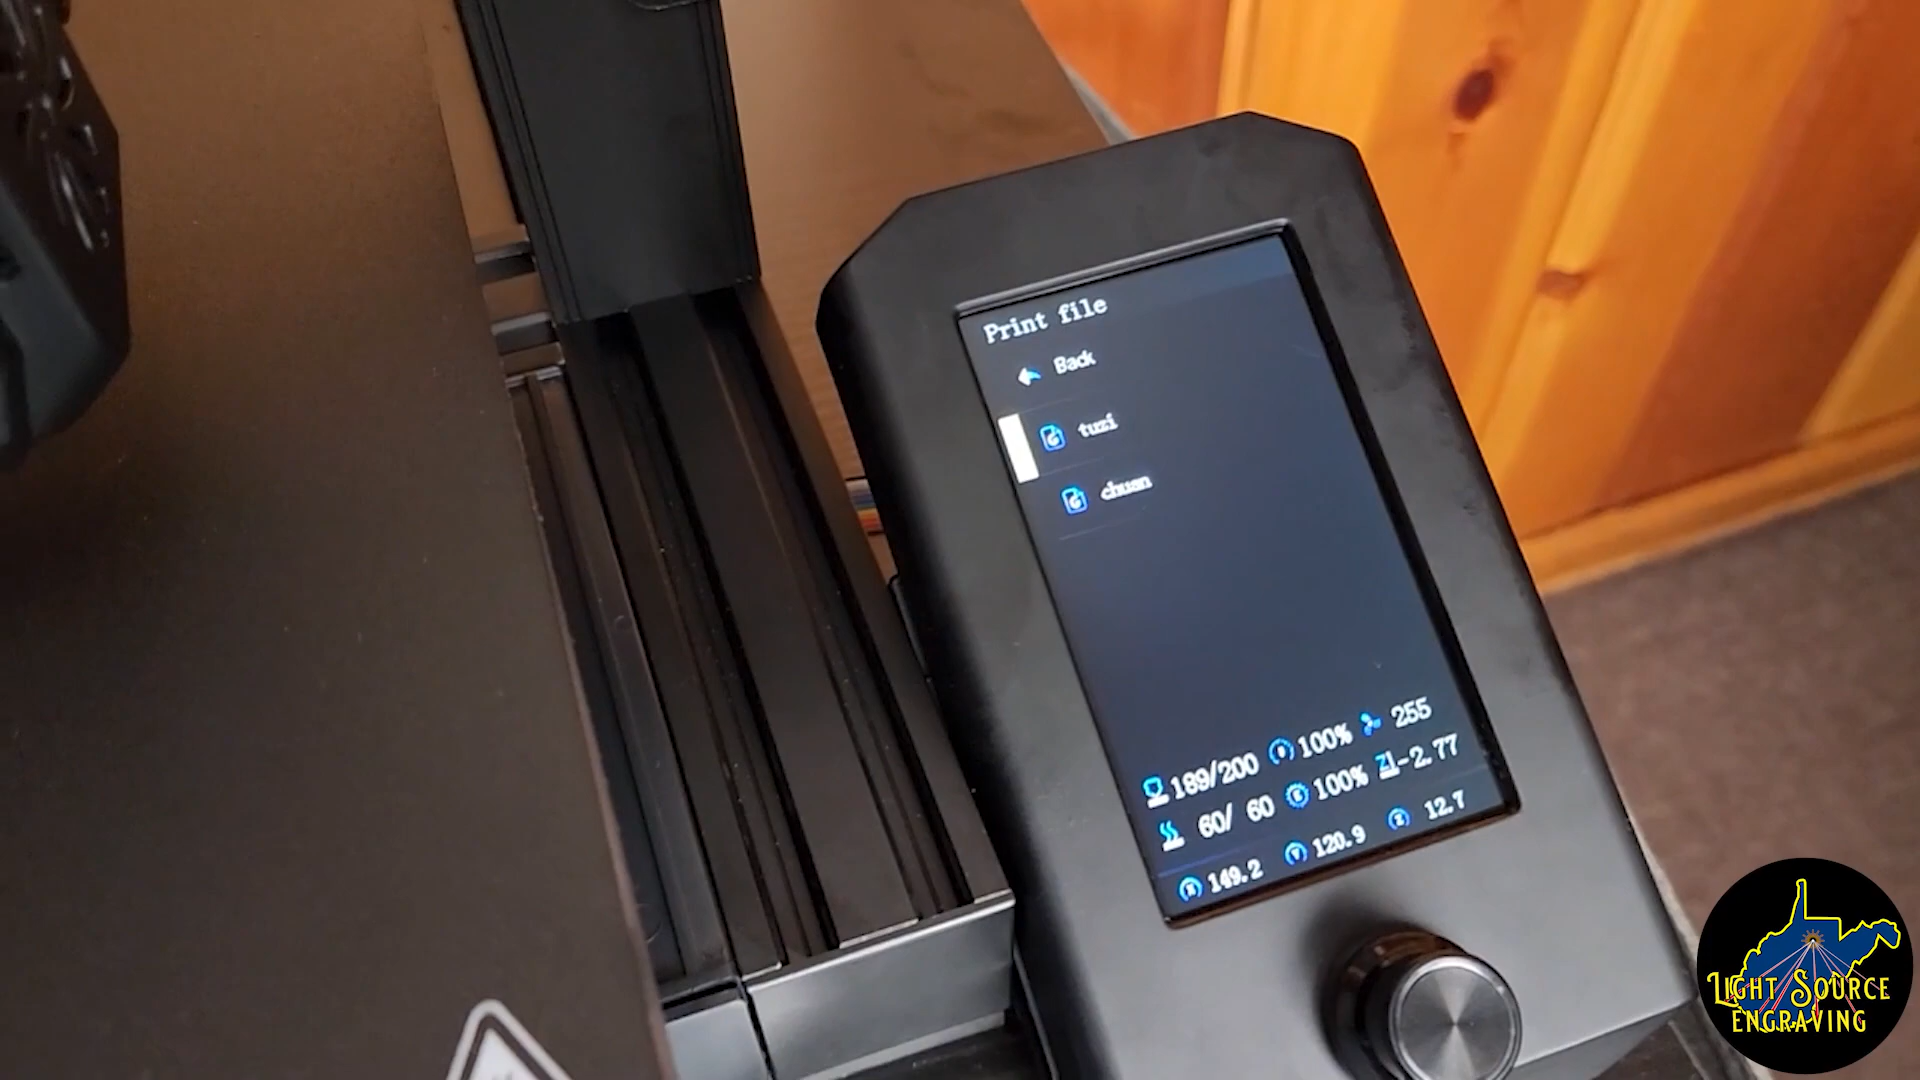 Print file
Back
tuzi
chuan
189/200 100% 255
60/ 60 100% Z-2.77
X 149.2 Y 120.9 Z 12.7
LIGHT SOURCE
ENGRAVING